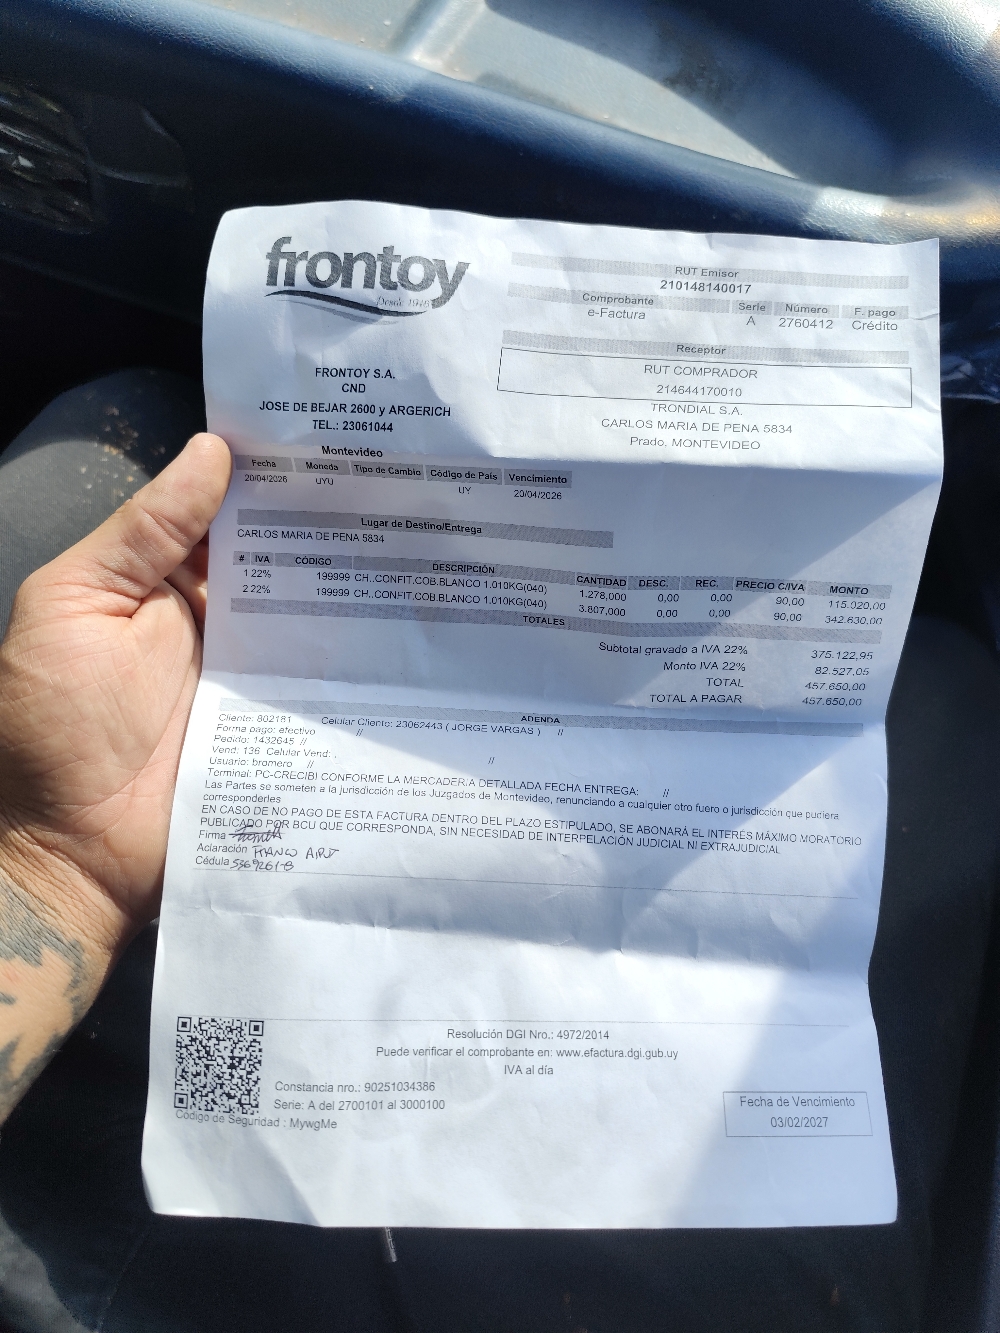 frontoy
Desde 1946
RUT Emisor
210148140017
Comprobante Serie Número F. pago
e-Factura A 2760412 Crédito
Receptor
RUT COMPRADOR
214644170010
TRONDIAL S.A.
CARLOS MARIA DE PENA 5834
Prado, MONTEVIDEO
FRONTOY S.A.
CND
JOSE DE BEJAR 2600 y ARGERICH
TEL.: 23061044
Montevideo
Fecha Moneda Tipo de Cambio Código de País Vencimiento
20/04/2026 UYU UY 20/04/2026
Lugar de Destino/Entrega
CARLOS MARIA DE PENA 5834
# IVA CÓDIGO DESCRIPCIÓN CANTIDAD DESC. REC. PRECIO C/IVA MONTO
1 22% 199999 CH..CONFIT.COB.BLANCO 1.010KG(040) 1.278,000 0,00 0,00 90,00 115.020,00
2 22% 199999 CH..CONFIT.COB.BLANCO 1.010KG(040) 3.807,000 0,00 0,00 90,00 342.630,00
TOTALES
Subtotal gravado a IVA 22% 375.122,95
Monto IVA 22% 82.527,05
TOTAL 457.650,00
TOTAL A PAGAR 457.650,00
ADENDA
Cliente: 802181 Celular Cliente: 23062443 ( JORGE VARGAS ) //
Forma pago: efectivo //
Pedido: 1432645 //
Vend: 136 Celular Vend: . //
Usuario: bromero //
Terminal: PC-CRECIBI CONFORME LA MERCADERIA DETALLADA FECHA ENTREGA: //
Las Partes se someten a la jurisdicción de los Juzgados de Montevideo, renunciando a cualquier otro fuero o jurisdicción que pudiera
corresponderles
EN CASO DE NO PAGO DE ESTA FACTURA DENTRO DEL PLAZO ESTIPULADO, SE ABONARÁ EL INTERÉS MÁXIMO MORATORIO
PUBLICADO POR BCU QUE CORRESPONDA, SIN NECESIDAD DE INTERPELACIÓN JUDICIAL NI EXTRAJUDICIAL
Firma
Aclaración FRANCO
Cédula 5369261-8
Resolución DGI Nro.: 4972/2014
Puede verificar el comprobante en: www.efactura.dgi.gub.uy
IVA al día
Constancia nro.: 90251034386
Serie: A del 2700101 al 3000100
Código de Seguridad : MywgMe
Fecha de Vencimiento
03/02/2027